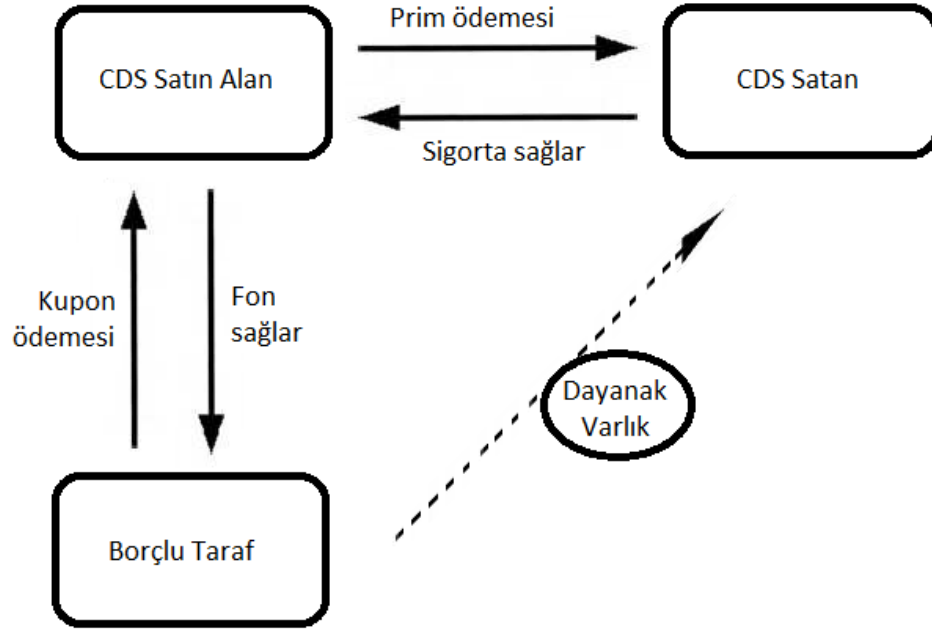 Prim ödemesi
CDS Satın Alan
CDS Satan
Sigorta sağlar
Kupon
ödemesi
Fon
sağlar
Dayanak
Varlık
Borçlu Taraf